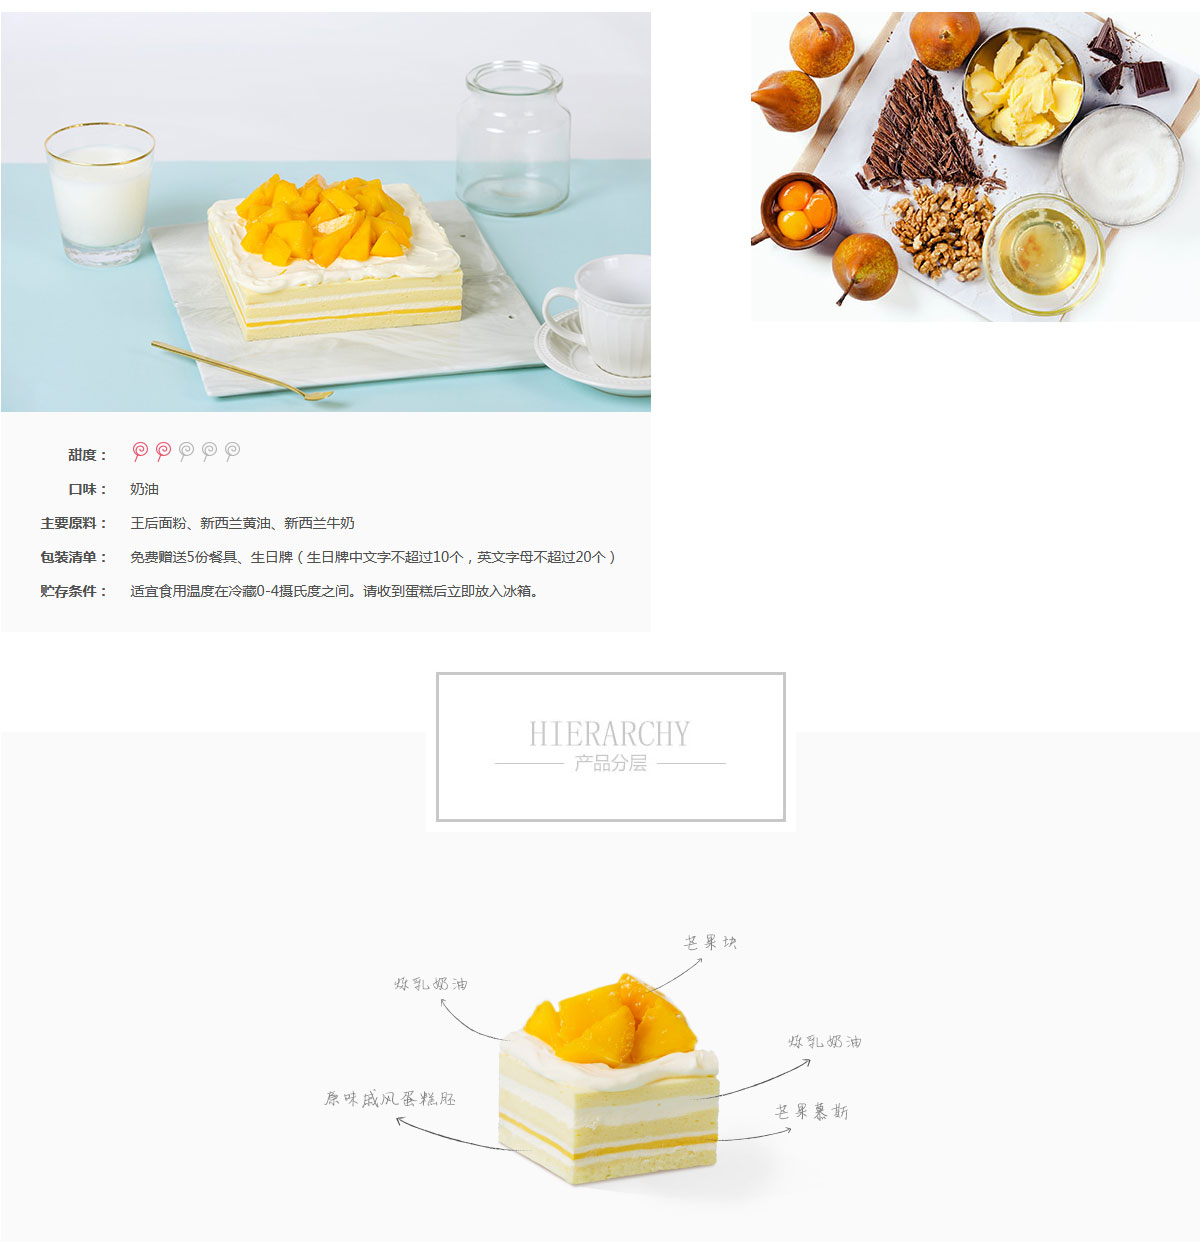 甜度：
口味： 奶油
主要原料： 王后面粉、新西兰黄油、新西兰牛奶
包装清单： 免费赠送5份餐具、生日牌（生日牌中文字不超过10个，英文字母不超过20个）
贮存条件： 适宜食用温度在冷藏0-4摄氏度之间。请收到蛋糕后立即放入冰箱。
HIERARCHY
产品分层
芒果块
炼乳奶油
炼乳奶油
原味戚风蛋糕胚
芒果慕斯